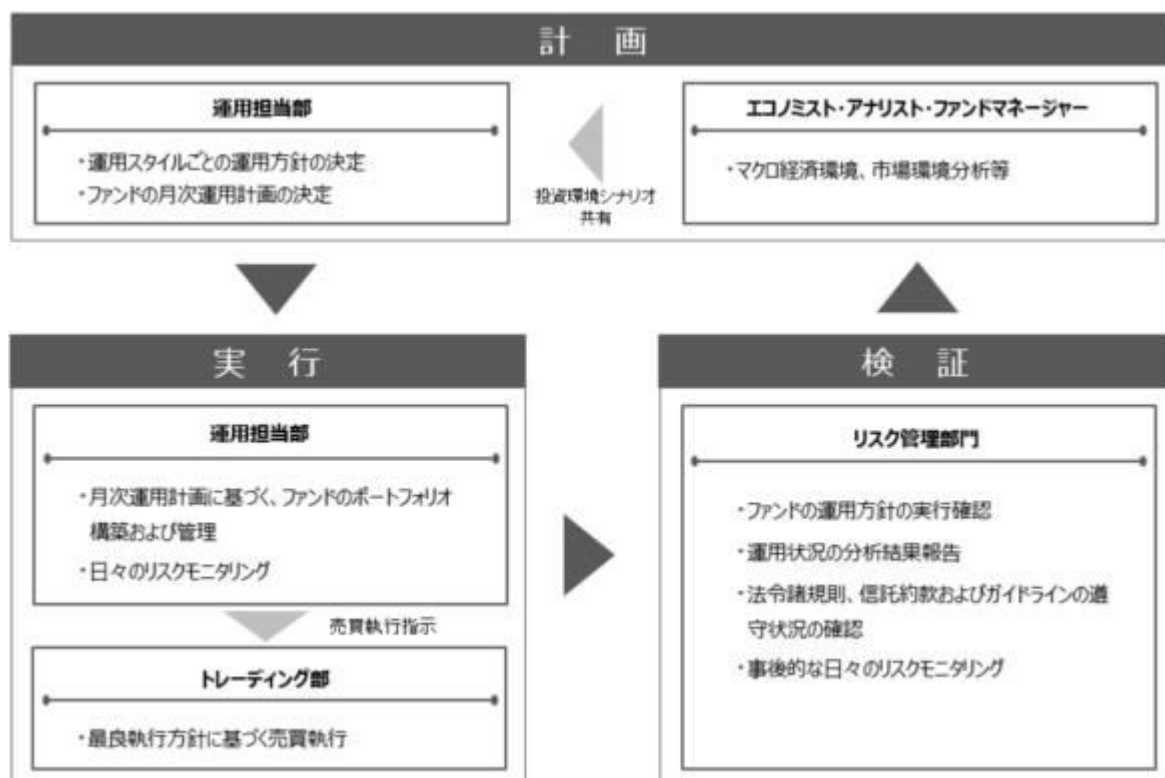 計 画
運用担当部
・運用スタイルごとの運用方針の決定
・ファンドの月次運用計画の決定
投資環境シナリオ
共有
エコノミスト・アナリスト・ファンドマネージャー
・マクロ経済環境、市場環境分析等
実 行
運用担当部
・月次運用計画に基づく、ファンドのポートフォリオ
構築および管理
・日々のリスクモニタリング
売買執行指示
トレーディング部
・最良執行方針に基づく売買執行
検 証
リスク管理部門
・ファンドの運用方針の実行確認
・運用状況の分析結果報告
・法令諸規則、信託約款およびガイドラインの遵
守状況の確認
・事後的な日々のリスクモニタリング